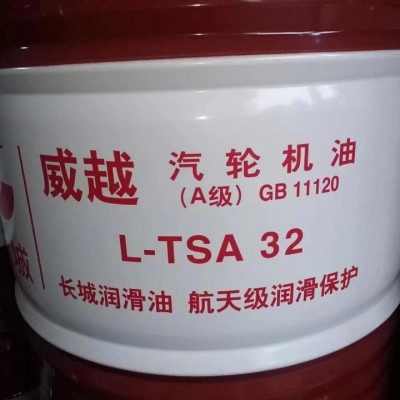 威越 汽轮机油
(A级) GB 11120
L-TSA 32
长城润滑油 航天级润滑保护